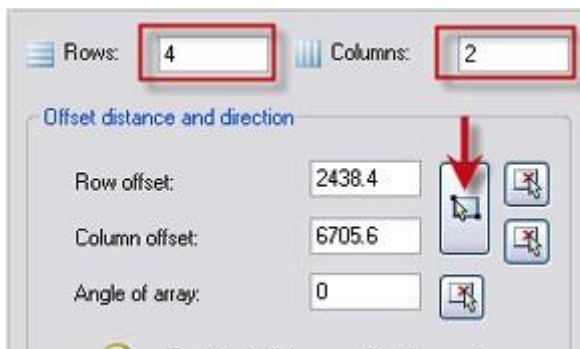 Rows: 4 Columns: 2
Offset distance and direction
Row offset: 2438.4
Column offset: 6705.6
Angle of array: 0